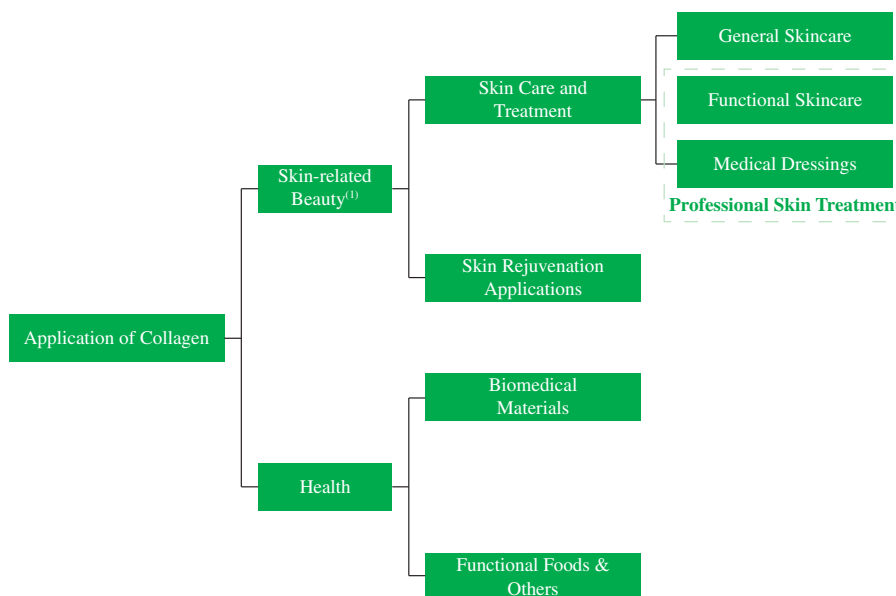 General Skincare
Skin Care and
Treatment
Functional Skincare
Medical Dressings
Professional Skin Treatment
Skin-related
Beauty(1)
Skin Rejuvenation
Applications
Application of Collagen
Biomedical
Materials
Health
Functional Foods &
Others